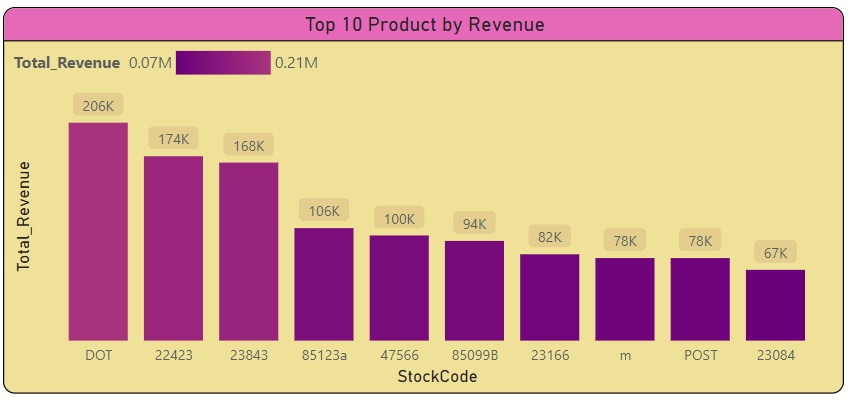 Top 10 Product by Revenue
Total_Revenue 0.07M 0.21M
206K
174K
168K
106K
100K
94K
82K
78K
78K
67K
Total_Revenue
DOT 22423 23843 85123a 47566 85099B 23166 m POST 23084
StockCode